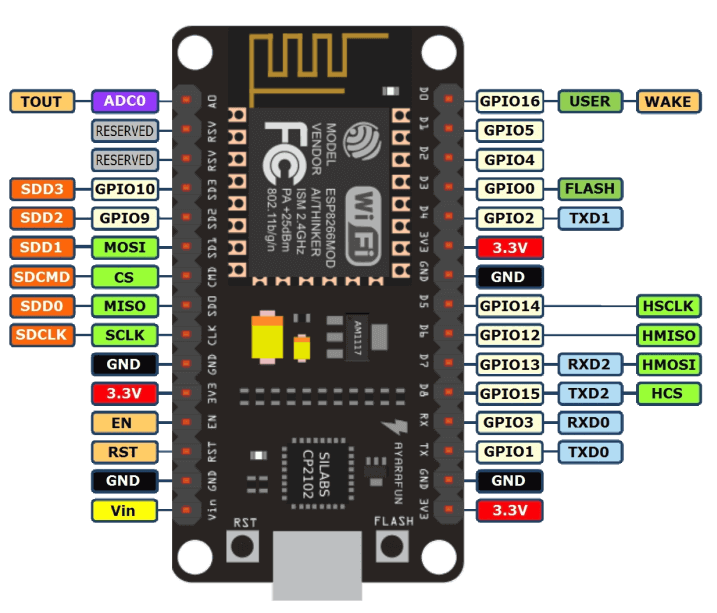 TOUT ADC0 A0 D0 GPIO16 USER WAKE
RESERVED RSV D1 GPIO5
RESERVED RSV D2 GPIO4
SDD3 GPIO10 SD3 D3 GPIO0 FLASH
SDD2 GPIO9 SD2 D4 GPIO2 TXD1
SDD1 MOSI SD1 3V3 3.3V
SDCMD CS CMD GND GND
SDD0 MISO SD0 D5 GPIO14 HSCLK
SDCLK SCLK CLK D6 GPIO12 HMISO
GND GND D7 GPIO13 RXD2 HMOSI
3.3V 3V3 D8 GPIO15 TXD2 HCS
EN EN RX GPIO3 RXD0
RST RST TX GPIO1 TXD0
GND GND GND GND
Vin Vin 3V3 3.3V
MODEL ESP8266MOD
VENDOR AI/THINKER
ISM 2.4GHz
PA +25dBm
802.11b/g/n
FC
WiFi
AM1117
SILABS
CP2102
AYARAFUN
RST
FLASH